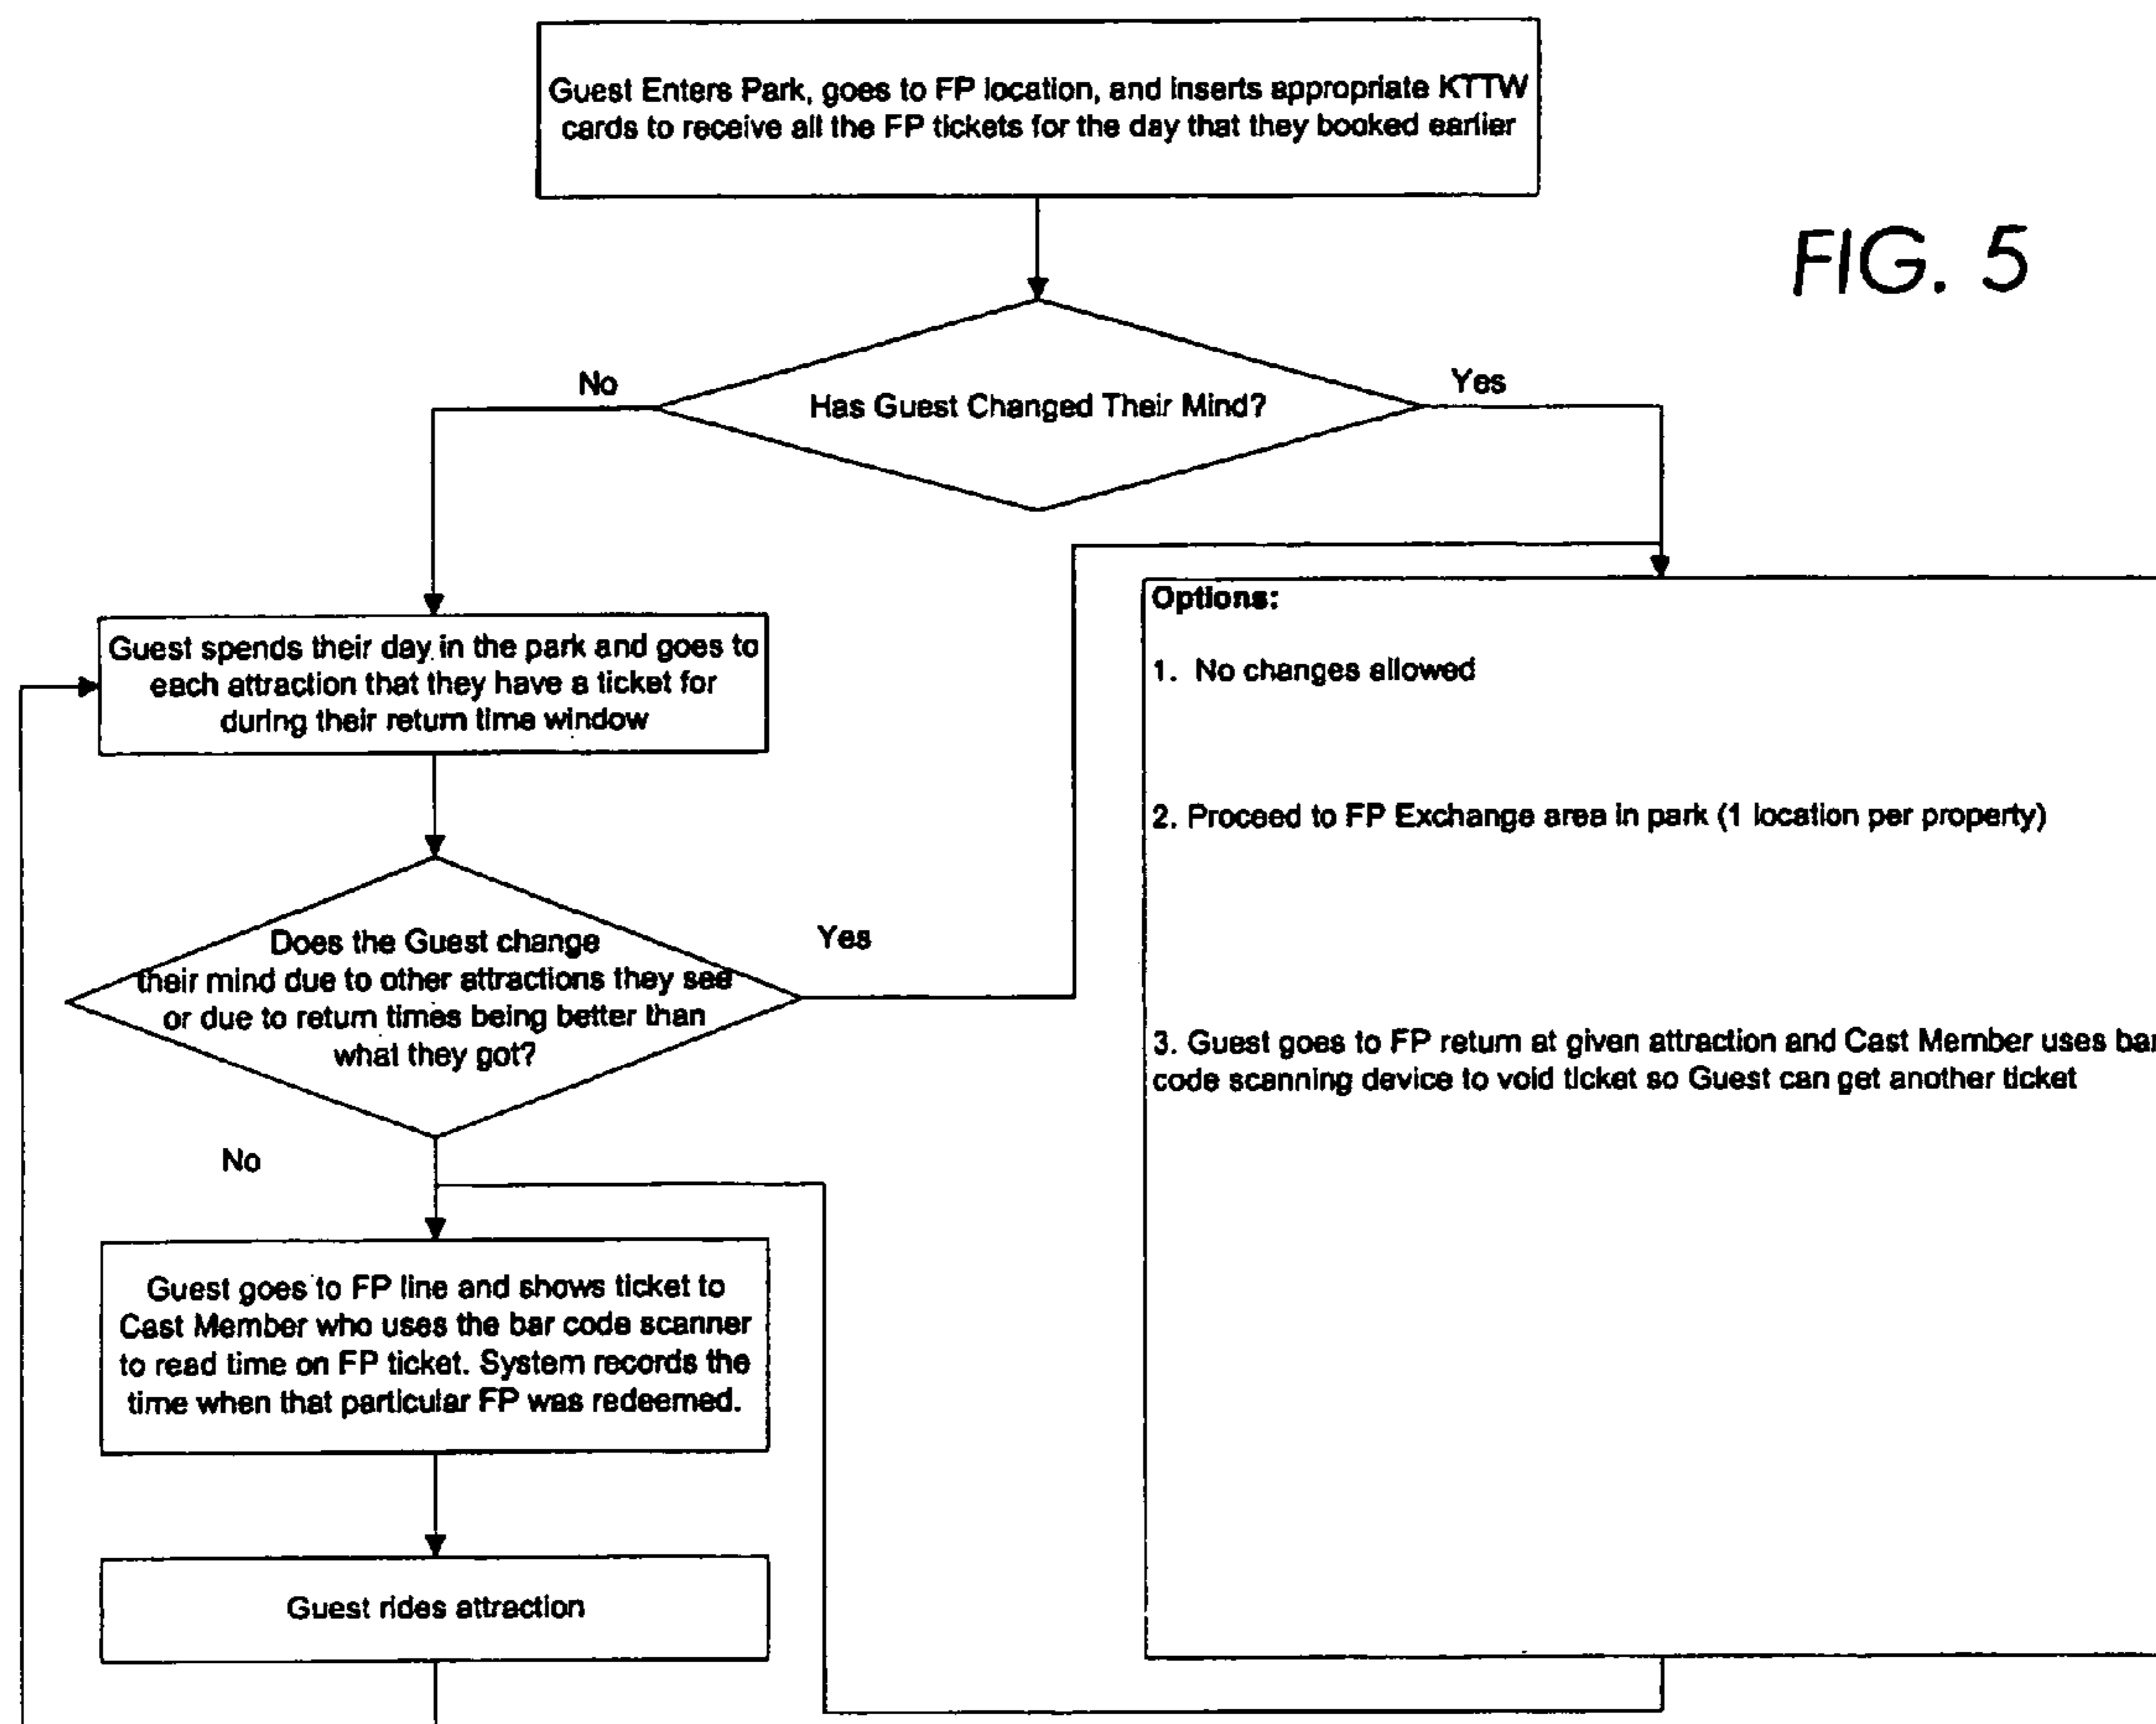 Guest Enters Park, goes to FP location, and inserts appropriate KTTW
cards to receive all the FP tickets for the day that they booked earlier
FIG. 5
Has Guest Changed Their Mind?
No
Yes
Guest spends their day in the park and goes to
each attraction that they have a ticket for
during their return time window
Does the Guest change
their mind due to other attractions they see
or due to return times being better than
what they got?
Yes
No
Guest goes to FP line and shows ticket to
Cast Member who uses the bar code scanner
to read time on FP ticket. System records the
time when that particular FP was redeemed.
Guest rides attraction
Options:
1. No changes allowed
2. Proceed to FP Exchange area in park (1 location per property)
3. Guest goes to FP return at given attraction and Cast Member uses bar
code scanning device to void ticket so Guest can get another ticket